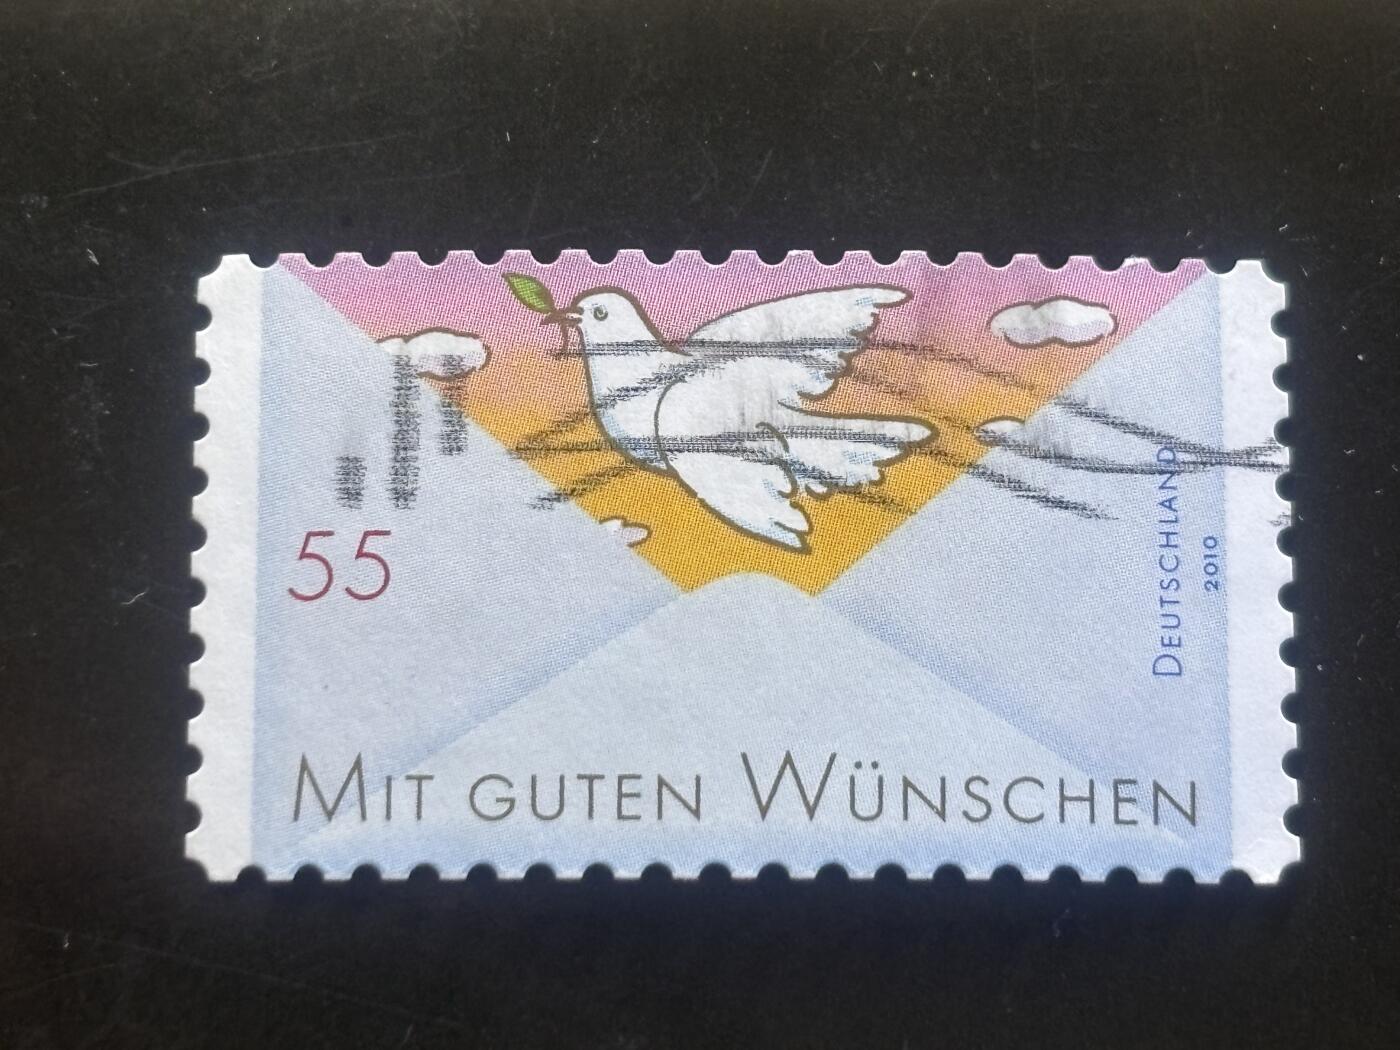 55
Mit guten Wünschen
Deutschland
2010